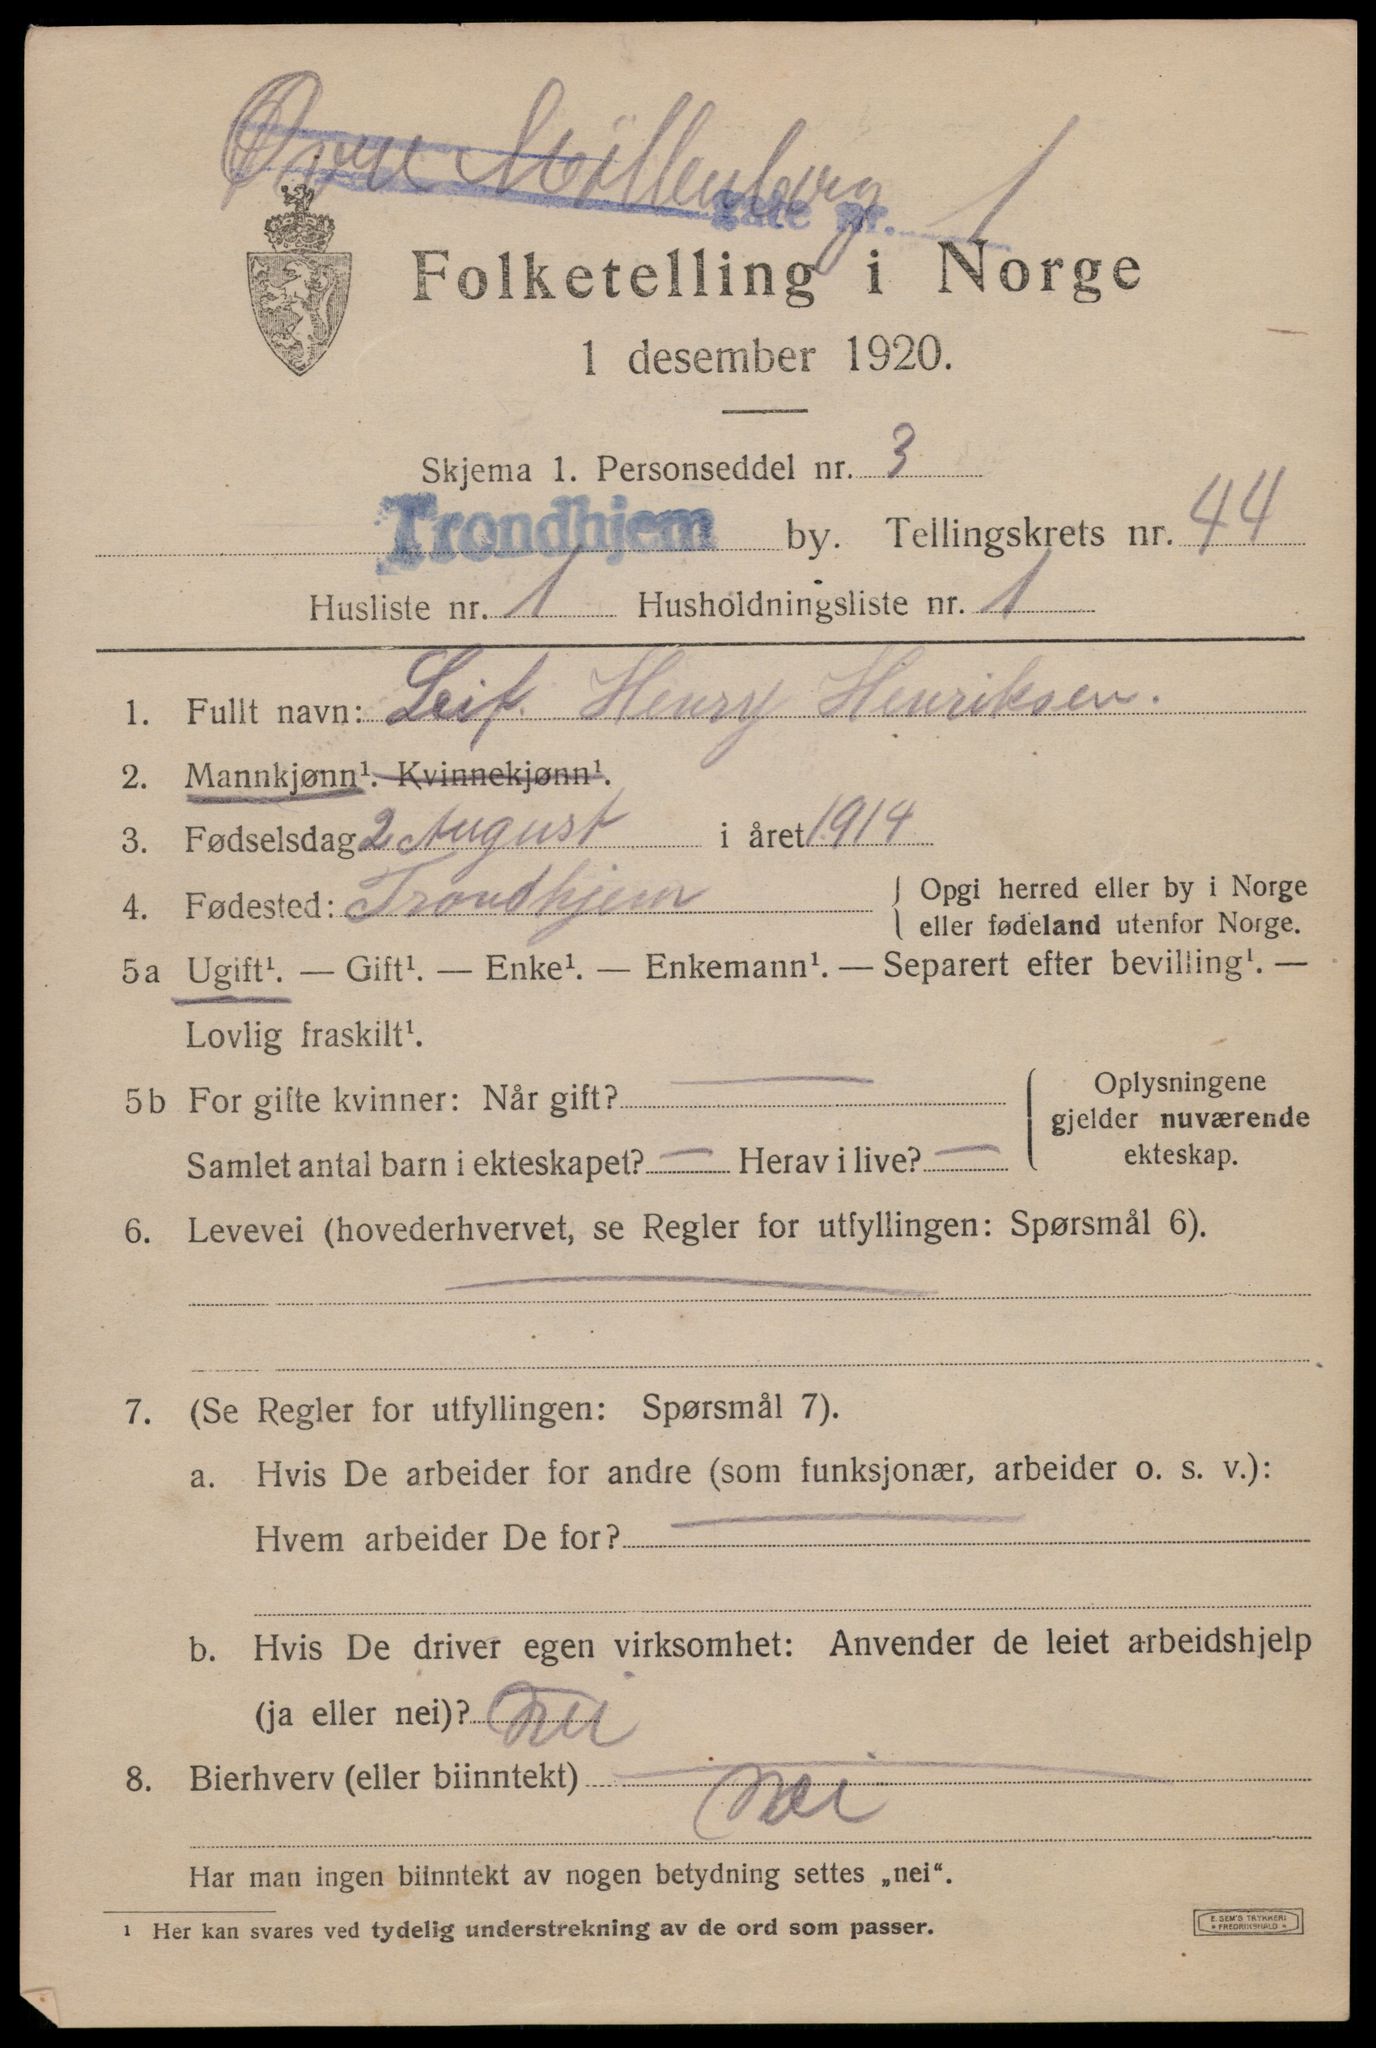 Øvre Möllenberg 1
gate nr.
Folketelling i Norge
1 desember 1920.
Skjema 1. Personseddel nr. 3
Trondhjem by. Tellingskrets nr. 44
Husliste nr. 1 Husholdningsliste nr. 1
1. Fullt navn: Leif Henry Henriksen.
2. Mannkjønn¹. Kvinnekjønn¹.
3. Fødselsdag 2 August i året 1914
4. Fødested: Trondhjem { Opgi herred eller by i Norge
eller fødeland utenfor Norge.
5a Ugift¹. — Gift¹. — Enke¹. — Enkemann¹. — Separert efter bevilling¹. —
Lovlig fraskilt¹.
5b For gifte kvinner: Når gift? — { Oplysningene
gjelder nuværende
Samlet antal barn i ekteskapet? — Herav i live? — ekteskap.
6. Levevei (hovederhvervet, se Regler for utfyllingen: Spørsmål 6).
—
7. (Se Regler for utfyllingen: Spørsmål 7).
a. Hvis De arbeider for andre (som funksjonær, arbeider o. s. v.):
Hvem arbeider De for? —
b. Hvis De driver egen virksomhet: Anvender de leiet arbeidshjelp
(ja eller nei)? nei
8. Bierhverv (eller biinntekt) — nei
Har man ingen biinntekt av nogen betydning settes „nei“.
¹ Her kan svares ved tydelig understrekning av de ord som passer.
E. SEM'S TRYKKERI
* FREDRIKSHALD *